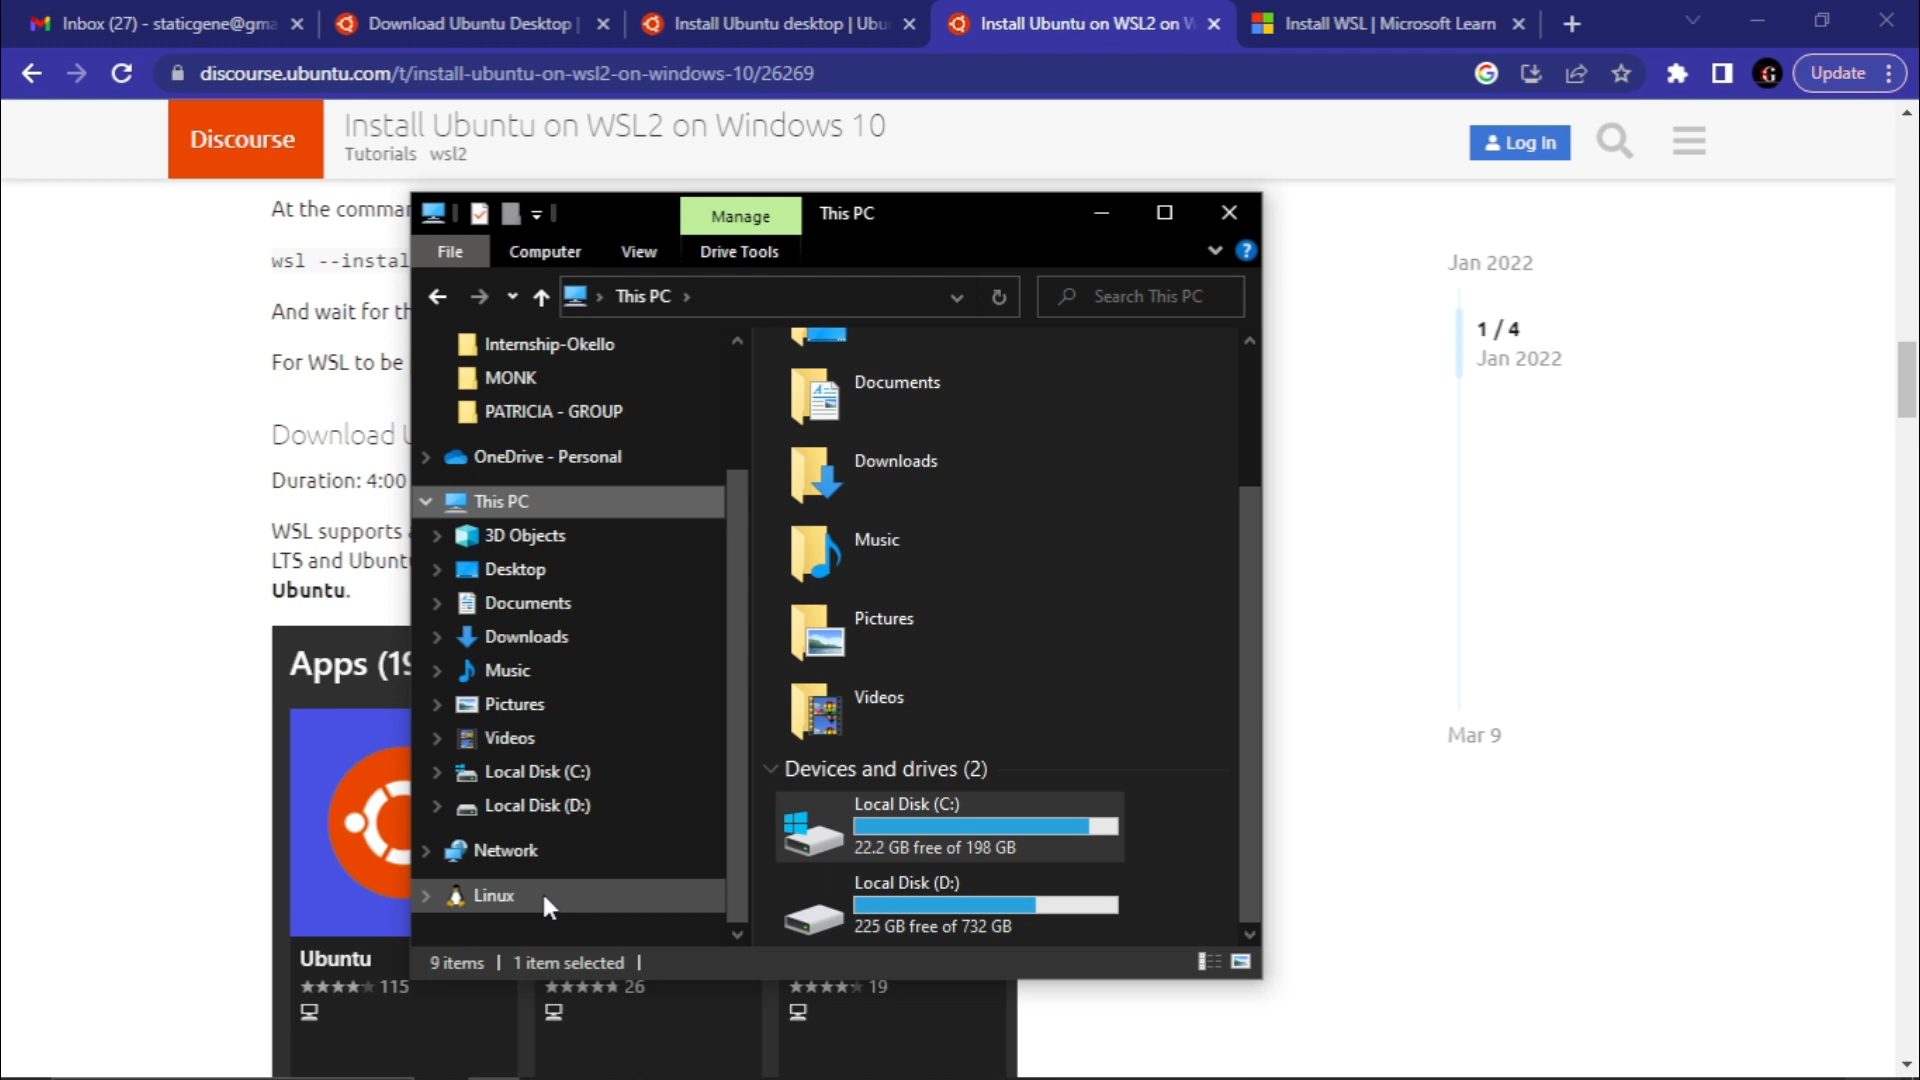 Inbox (27) - staticgene@gma
Download Ubuntu Desktop |
Install Ubuntu desktop | Ubu
Install Ubuntu on WSL2 on W
Install WSL | Microsoft Learn
discourse.ubuntu.com/t/install-ubuntu-on-wsl2-on-windows-10/26269
G
Update
Discourse
Install Ubuntu on WSL2 on Windows 10
Tutorials wsl2
Log In
At the comman
wsl --instal
And wait for th
For WSL to be
Download U
Duration: 4:00
WSL supports a
LTS and Ubunt
Ubuntu.
Apps (19
Ubuntu
115
26
19
Jan 2022
1 / 4
Jan 2022
Mar 9
Manage
This PC
File
Computer
View
Drive Tools
?
This PC
Search This PC
Internship-Okello
MONK
PATRICIA - GROUP
OneDrive - Personal
This PC
3D Objects
Desktop
Documents
Downloads
Music
Pictures
Videos
Local Disk (C:)
Local Disk (D:)
Network
Linux
Documents
Downloads
Music
Pictures
Videos
Devices and drives (2)
Local Disk (C:)
22.2 GB free of 198 GB
Local Disk (D:)
225 GB free of 732 GB
9 items
1 item selected